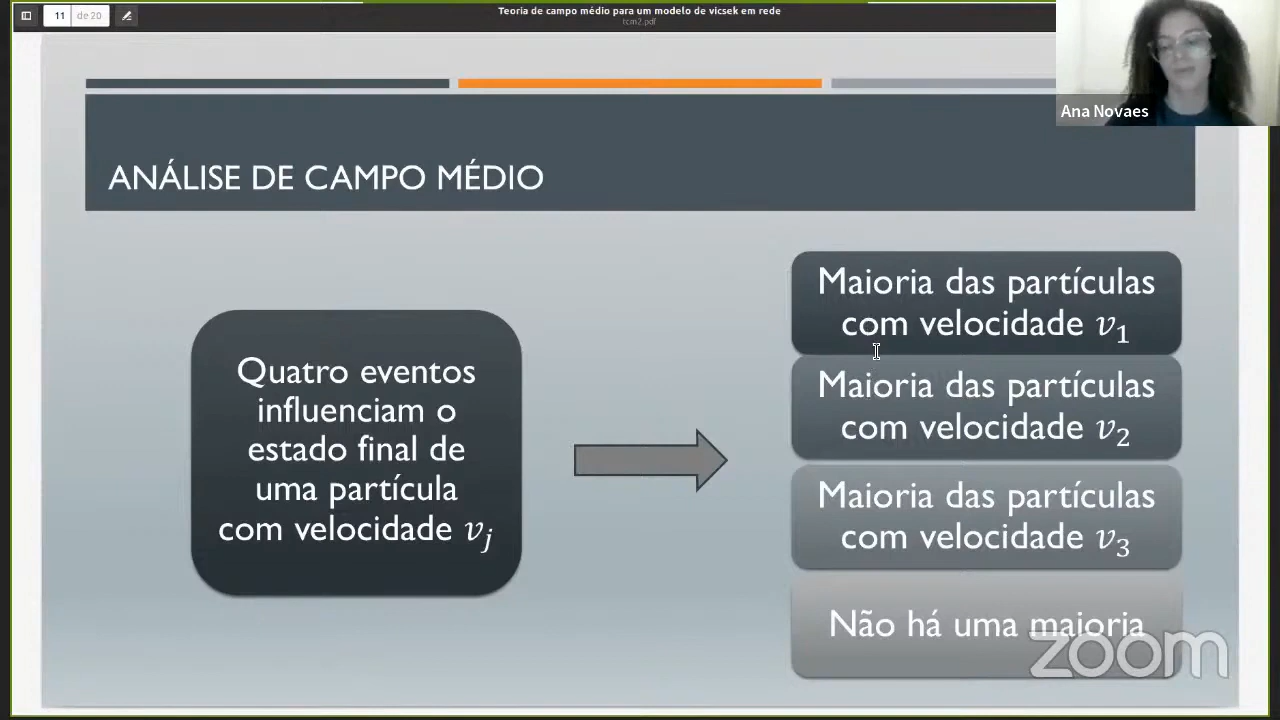 11 de 20
Teoria de campo médio para um modelo de vicsek em rede
tcm2.pdf
Ana Novaes
ANÁLISE DE CAMPO MÉDIO
Quatro eventos
influenciam o
estado final de
uma partícula
com velocidade vⱼ
Maioria das partículas
com velocidade v₁
Maioria das partículas
com velocidade v₂
Maioria das partículas
com velocidade v₃
Não há uma maioria
zoom